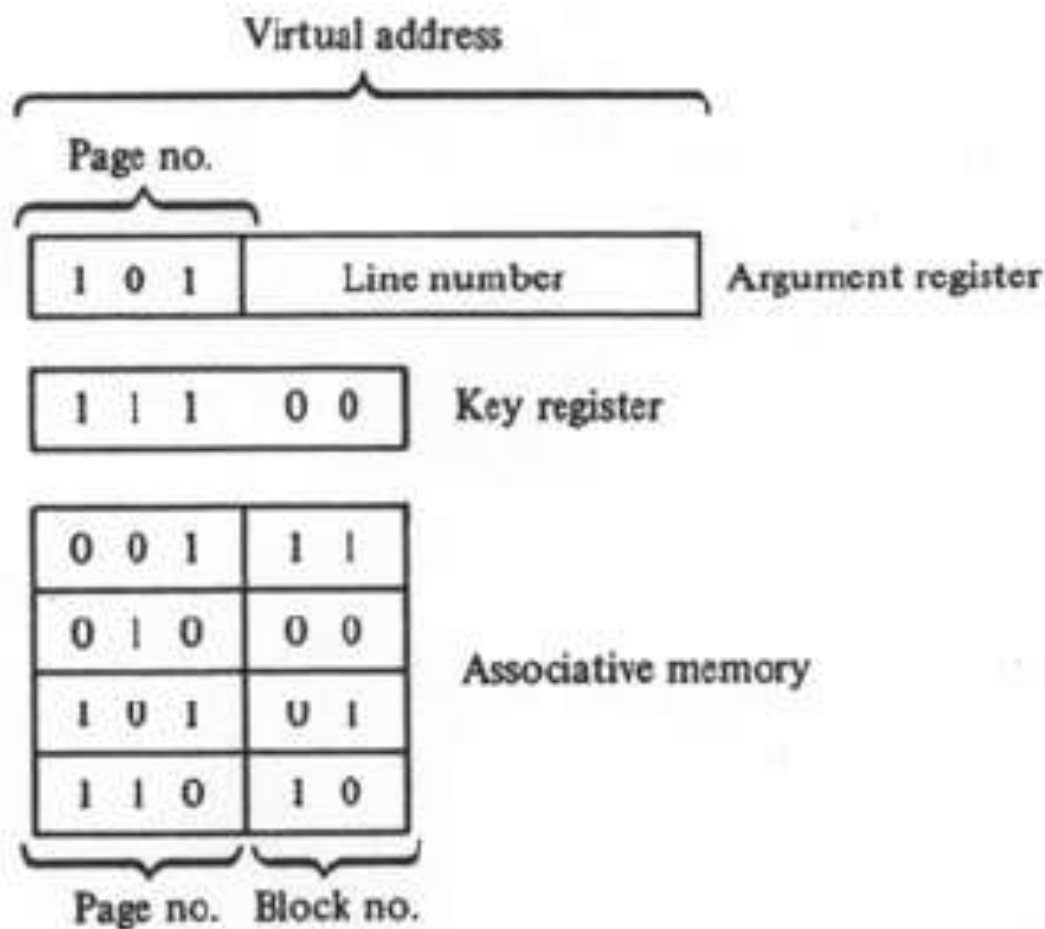 Virtual address
Page no.
1 0 1 Line number Argument register
1 1 1 0 0 Key register
0 0 1 1 1
0 1 0 0 0
Associative memory
1 0 1 0 1
1 1 0 1 0
Page no. Block no.